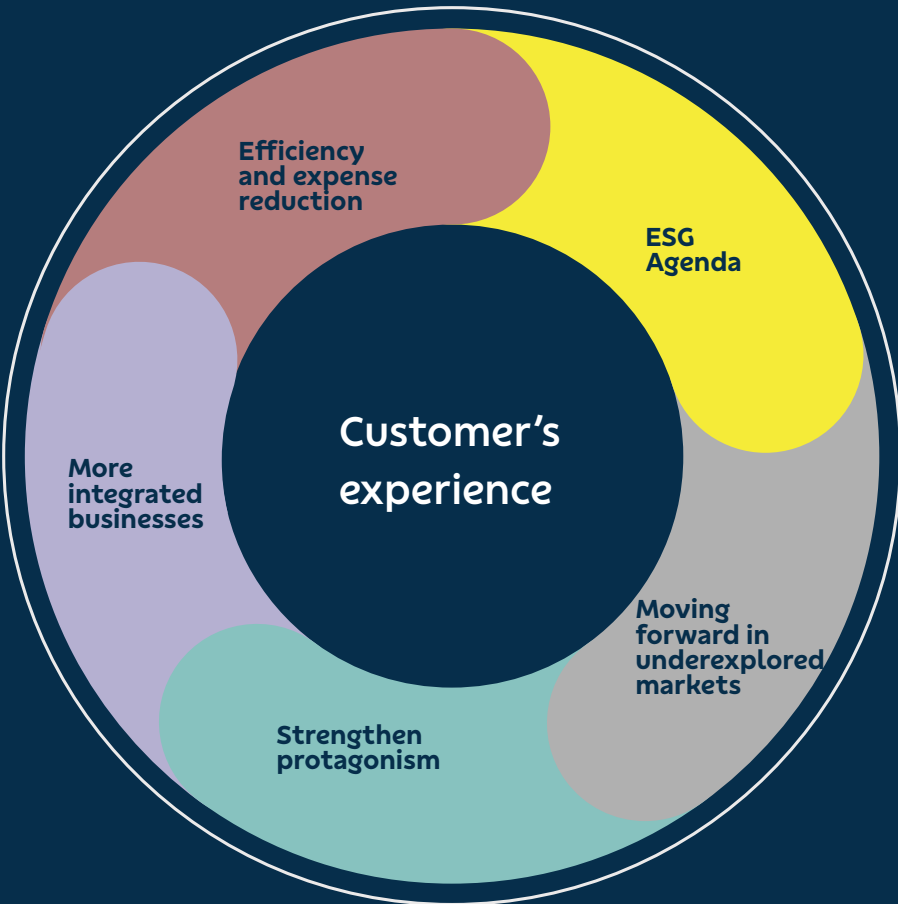 Efficiency
and expense
reduction
ESG
Agenda
Customer's
experience
More
integrated
businesses
Moving
forward in
underexplored
markets
Strengthen
protagonism